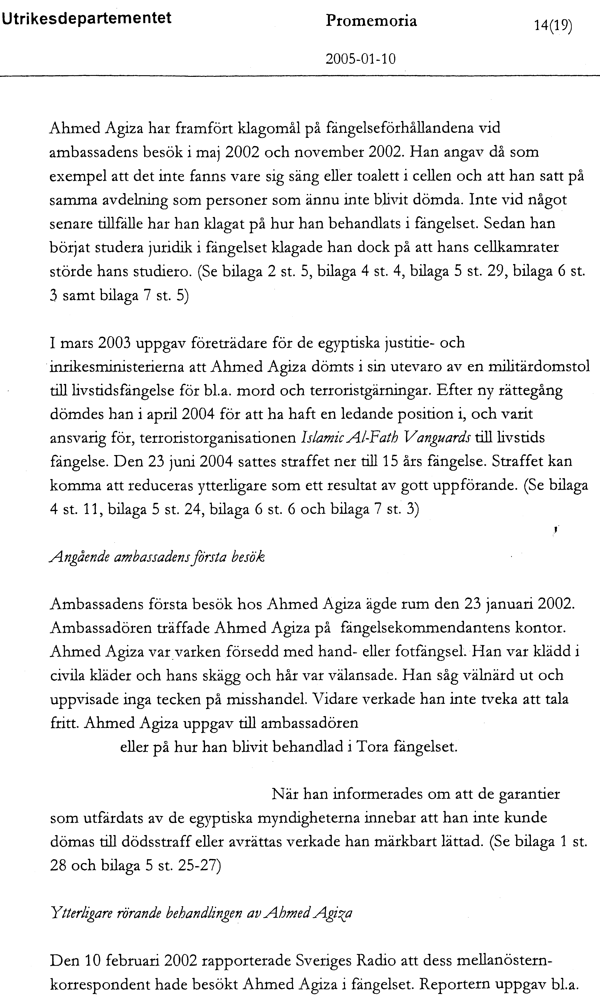 Utrikesdepartementet Promemoria 14(19)
2005-01-10
Ahmed Agiza har framfört klagomål på fängelseförhållandena vid
ambassadens besök i maj 2002 och november 2002. Han angav då som
exempel att det inte fanns vare sig säng eller toalett i cellen och att han satt på
samma avdelning som personer som ännu inte blivit dömda. Inte vid något
senare tillfälle har han klagat på hur han behandlats i fängelset. Sedan han
börjat studera juridik i fängelset klagade han dock på att hans cellkamrater
störde hans studiero. (Se bilaga 2 st. 5, bilaga 4 st. 4, bilaga 5 st. 29, bilaga 6 st.
3 samt bilaga 7 st. 5)
I mars 2003 uppgav företrädare för de egyptiska justitie- och
inrikesministerierna att Ahmed Agiza dömts i sin utevaro av en militärdomstol
till livstidsfängelse för bl.a. mord och terroristgärningar. Efter ny rättegång
dömdes han i april 2004 för att ha haft en ledande position i, och varit
ansvarig för, terroristorganisationen Islamic Al-Fath Vanguards till livstids
fängelse. Den 23 juni 2004 sattes straffet ner till 15 års fängelse. Straffet kan
komma att reduceras ytterligare som ett resultat av gott uppförande. (Se bilaga
4 st. 11, bilaga 5 st. 24, bilaga 6 st. 6 och bilaga 7 st. 3)
Angående ambassadens första besök
Ambassadens första besök hos Ahmed Agiza ägde rum den 23 januari 2002.
Ambassadören träffade Ahmed Agiza på fängelsekommendantens kontor.
Ahmed Agiza var varken försedd med hand- eller fotfängsel. Han var klädd i
civila kläder och hans skägg och hår var välansade. Han såg välnärd ut och
uppvisade inga tecken på misshandel. Vidare verkade han inte tveka att tala
fritt. Ahmed Agiza uppgav till ambassadören
eller på hur han blivit behandlad i Tora fängelset.
När han informerades om att de garantier
som utfärdats av de egyptiska myndigheterna innebar att han inte kunde
dömas till dödsstraff eller avrättas verkade han märkbart lättad. (Se bilaga 1 st.
28 och bilaga 5 st. 25-27)
Ytterligare rörande behandlingen av Ahmed Agiza
Den 10 februari 2002 rapporterade Sveriges Radio att dess mellanöstern-
korrespondent hade besökt Ahmed Agiza i fängelset. Reportern uppgav bl.a.